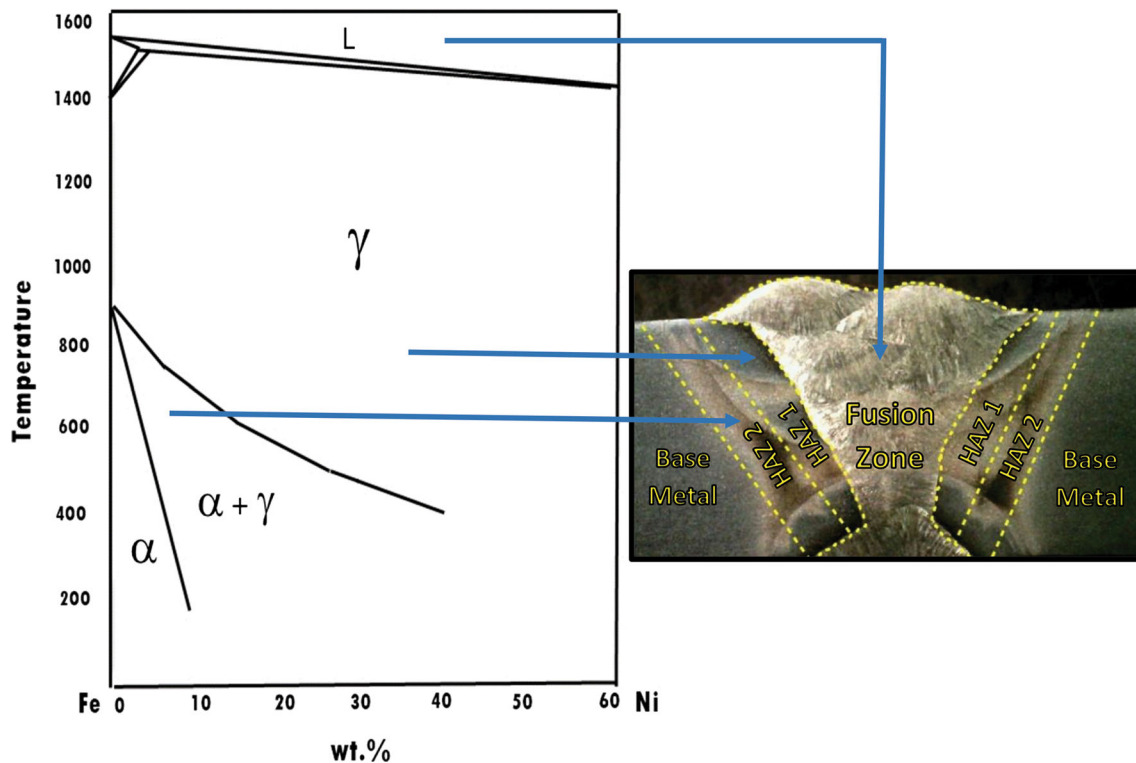 1600
1400
1200
1000
800
600
400
200
Temperature
L
γ
α + γ
α
Fe 0 10 20 30 40 50 60 Ni
wt.%
Base
Metal
HAZ 2
HAZ 1
Fusion
Zone
HAZ 1
HAZ 2
Base
Metal